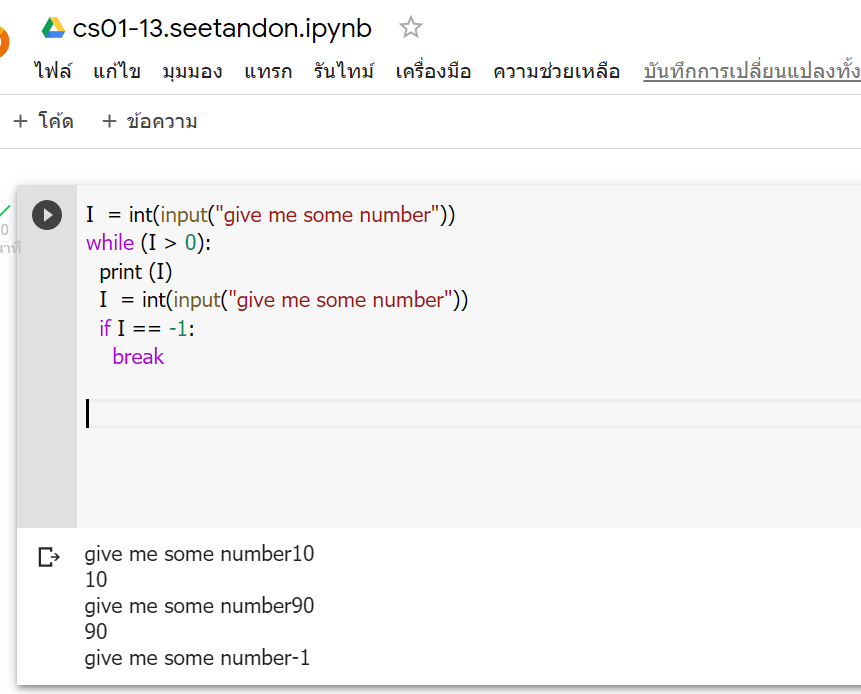 cs01-13.seetandon.ipynb
ไฟล์ แก้ไข มุมมอง แทรก รันไทม์ เครื่องมือ ความช่วยเหลือ บันทึกการเปลี่ยนแปลงทั้ง
+ โค้ด + ข้อความ
I = int(input("give me some number"))
while (I > 0):
print (I)
I = int(input("give me some number"))
if I == -1:
break
0
นาที
give me some number10
10
give me some number90
90
give me some number-1